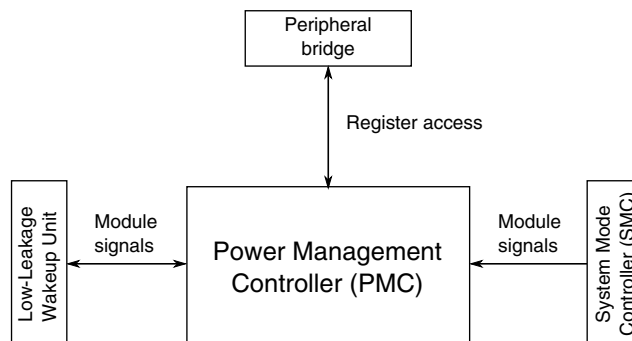 Peripheral
bridge
Register access
Low-Leakage
Wakeup Unit
Module
signals
Power Management
Controller (PMC)
Module
signals
System Mode
Controller (SMC)